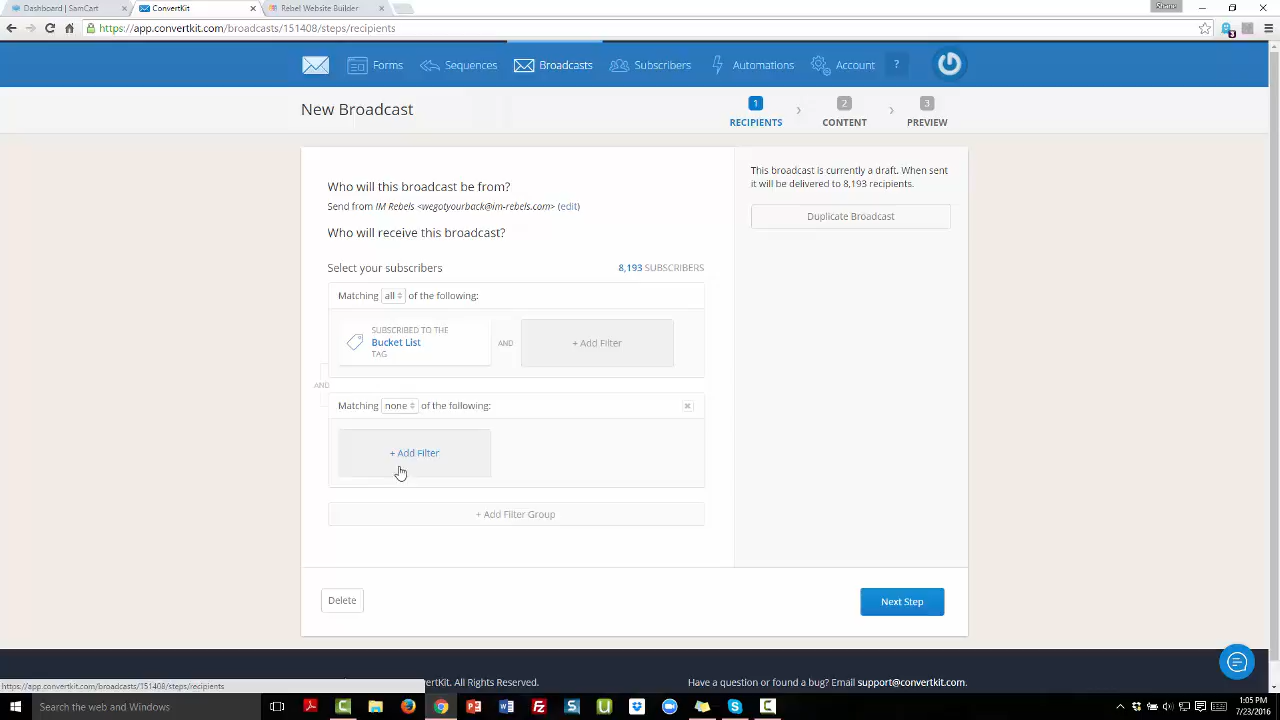 Dashboard | SamCart
ConvertKit
Rebel Website Builder
Shane
https://app.convertkit.com/broadcasts/151408/steps/recipients
3
Forms
Sequences
Broadcasts
Subscribers
Automations
Account
?
New Broadcast
1
2
3
RECIPIENTS
CONTENT
PREVIEW
Who will this broadcast be from?
Send from IM Rebels <wegotyourback@im-rebels.com> (edit)
Who will receive this broadcast?
Select your subscribers
8,193 SUBSCRIBERS
Matching all of the following:
SUBSCRIBED TO THE
Bucket List
TAG
AND
+ Add Filter
AND
Matching none of the following:
+ Add Filter
+ Add Filter Group
Delete
Next Step
This broadcast is currently a draft. When sent
it will be delivered to 8,193 recipients.
Duplicate Broadcast
https://app.convertkit.com/broadcasts/151408/steps/recipients
vertKit. All Rights Reserved.
Have a question or found a bug? Email support@convertkit.com.
Search the web and Windows
1:05 PM
7/23/2016